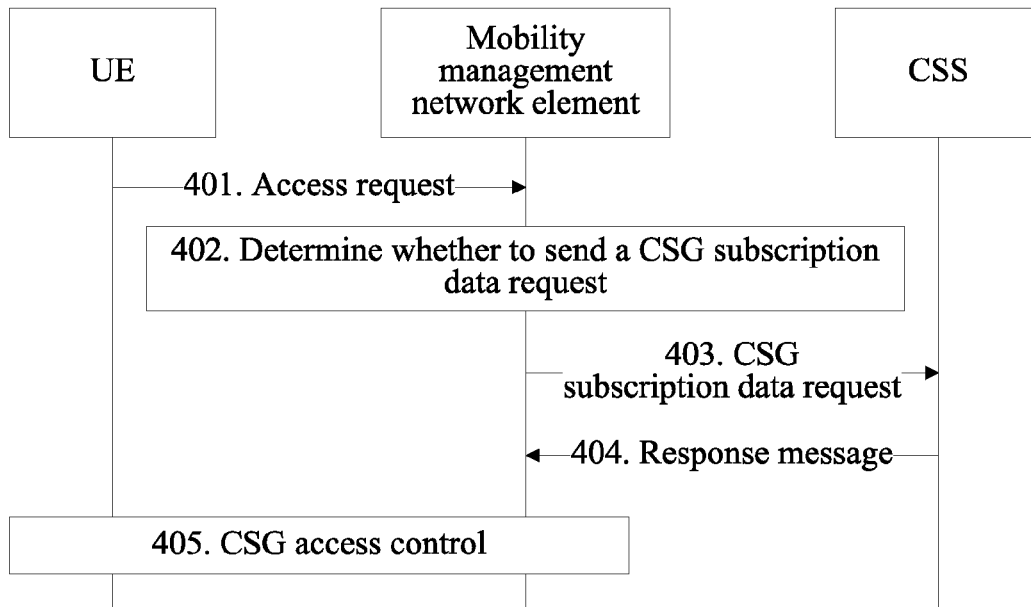 UE
Mobility
management
network element
CSS
401. Access request
402. Determine whether to send a CSG subscription
data request
403. CSG
subscription data request
404. Response message
405. CSG access control